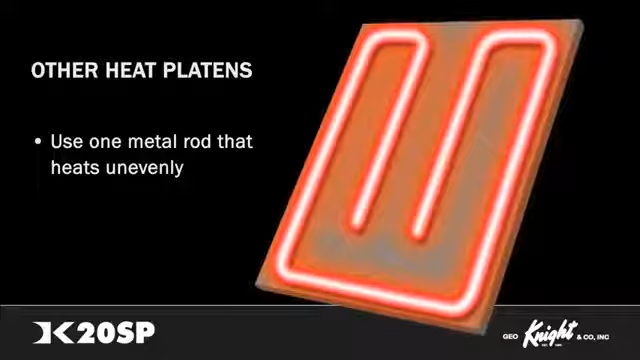 OTHER HEAT PLATENS
• Use one metal rod that
heats unevenly
K20SP
GEO Knight & CO, INC